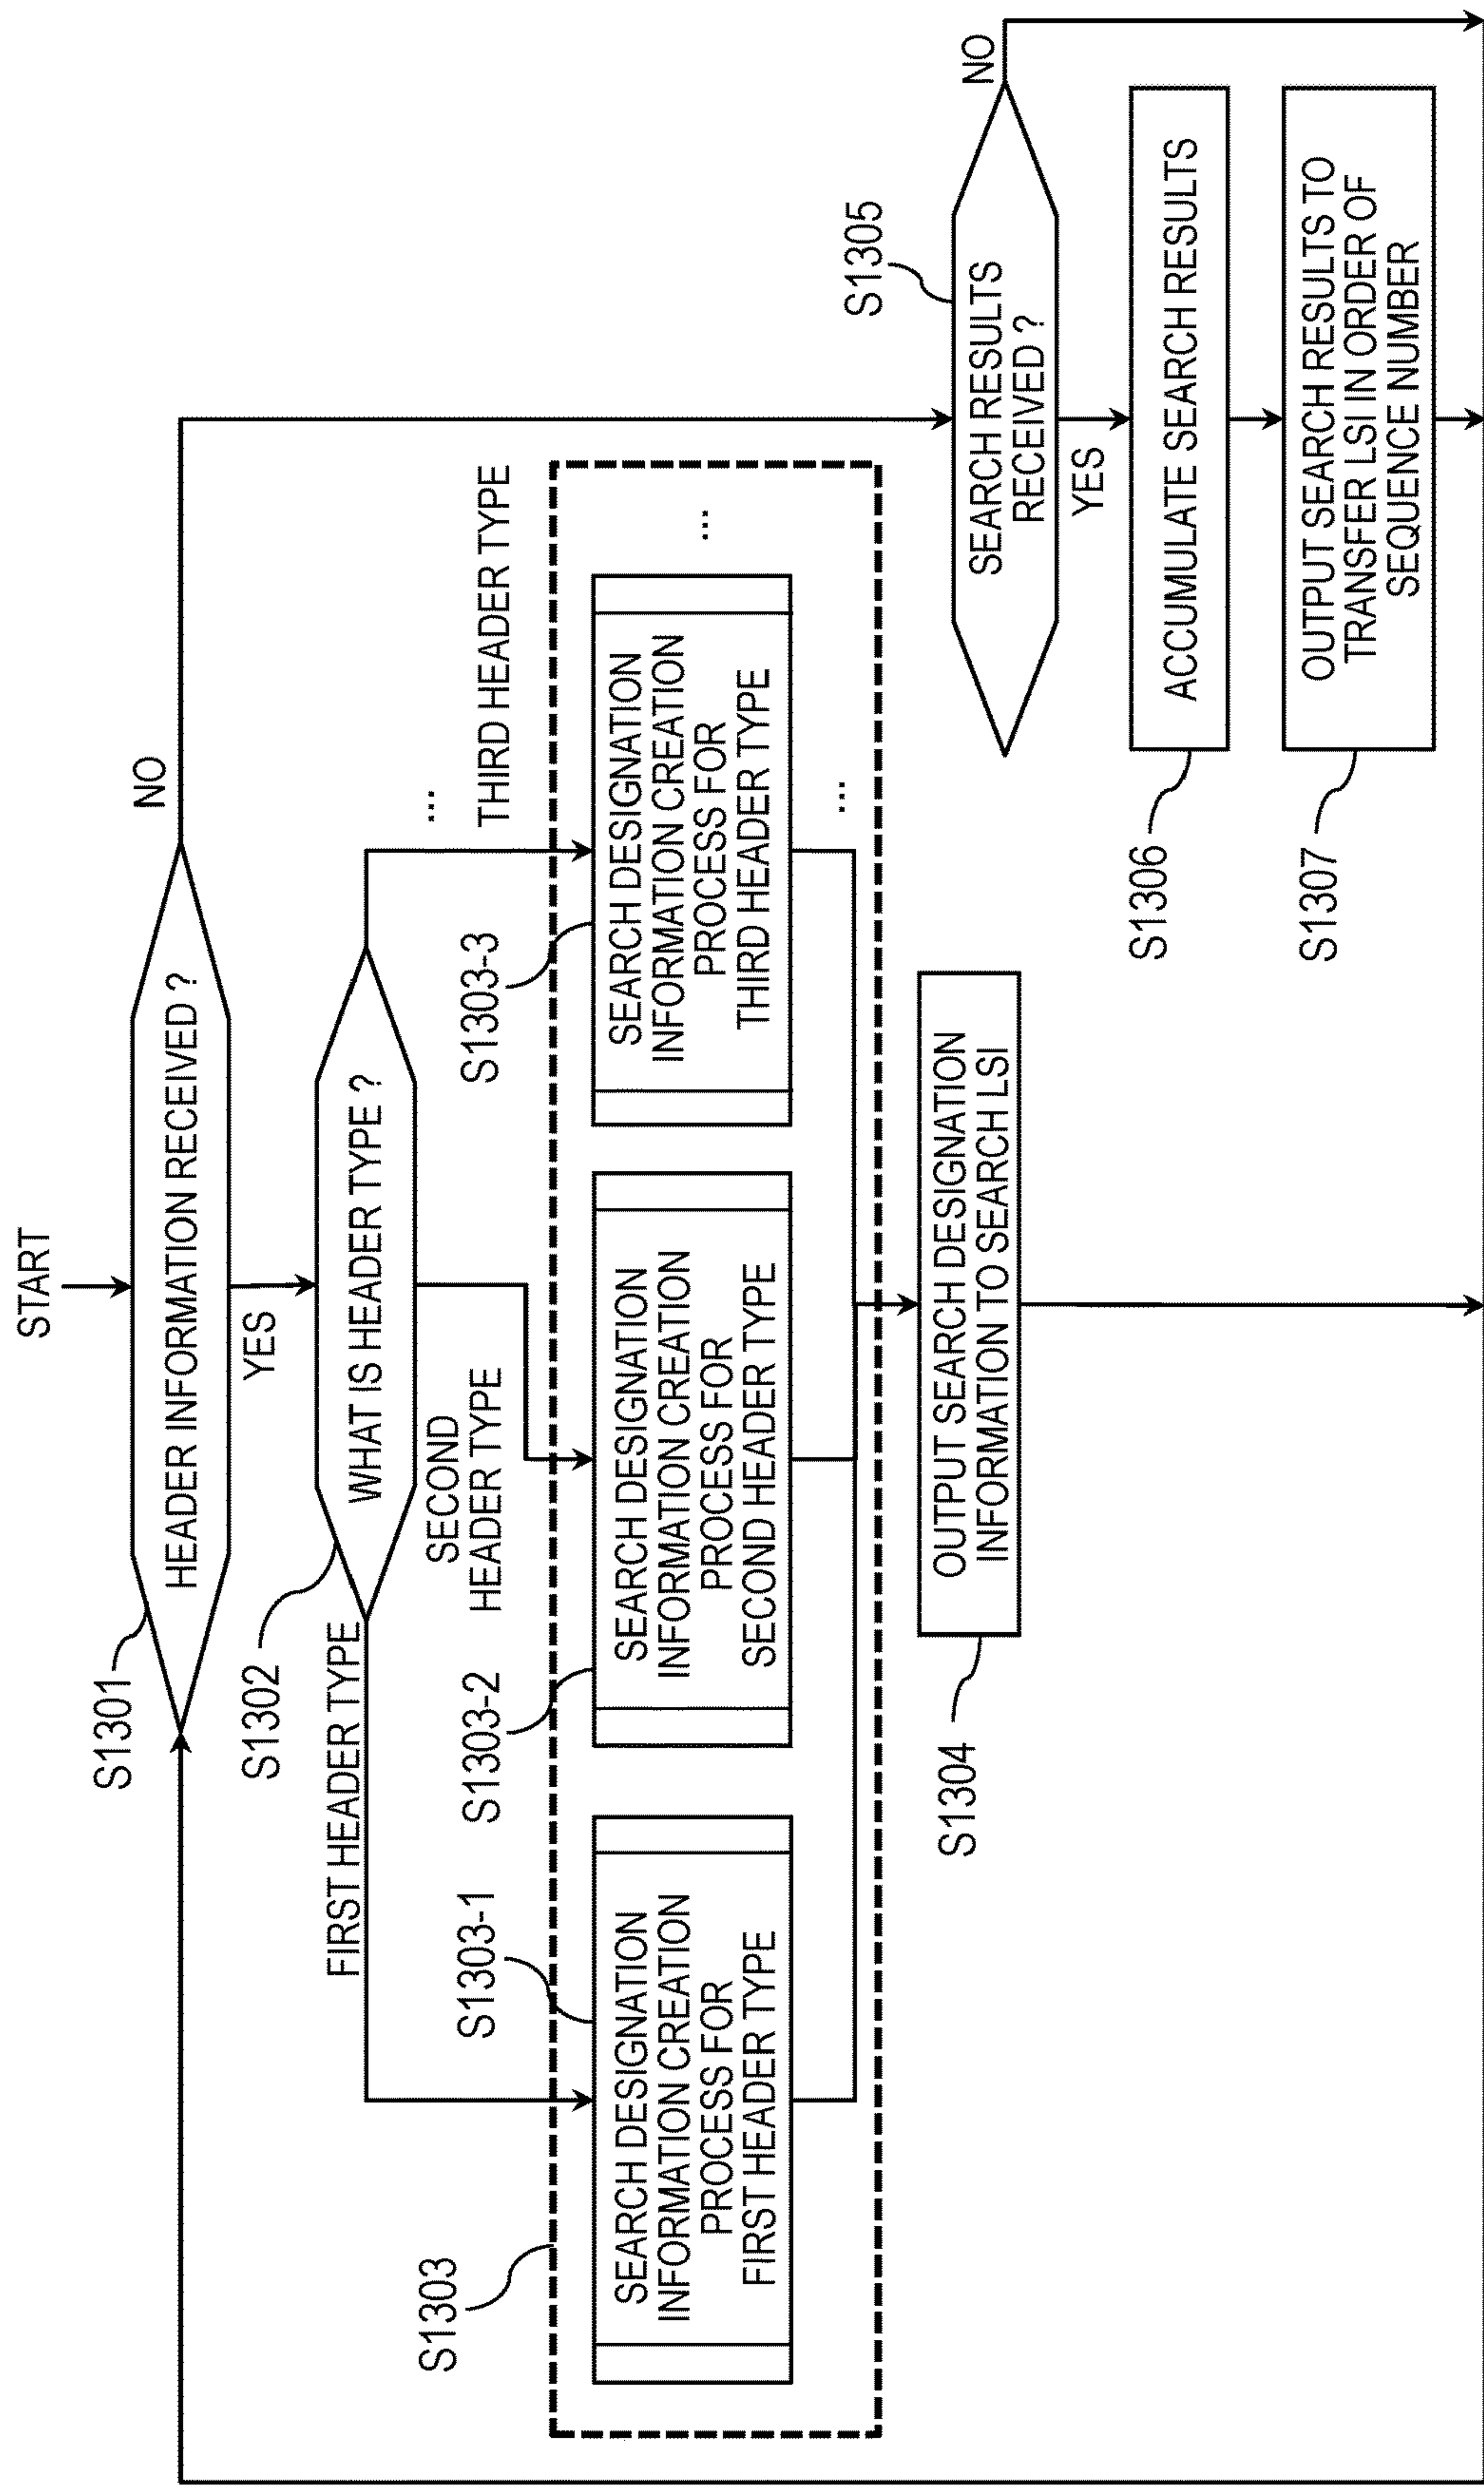 START
S1301
HEADER INFORMATION RECEIVED ?
NO
YES
S1302
WHAT IS HEADER TYPE ?
FIRST HEADER TYPE
SECOND
HEADER TYPE
...
THIRD HEADER TYPE
S1303
S1303-1
SEARCH DESIGNATION
INFORMATION CREATION
PROCESS FOR
FIRST HEADER TYPE
S1303-2
SEARCH DESIGNATION
INFORMATION CREATION
PROCESS FOR
SECOND HEADER TYPE
S1303-3
SEARCH DESIGNATION
INFORMATION CREATION
PROCESS FOR
THIRD HEADER TYPE
...
...
S1304
OUTPUT SEARCH DESIGNATION
INFORMATION TO SEARCH LSI
S1305
SEARCH RESULTS
RECEIVED ?
NO
YES
S1306
ACCUMULATE SEARCH RESULTS
S1307
OUTPUT SEARCH RESULTS TO
TRANSFER LSI IN ORDER OF
SEQUENCE NUMBER